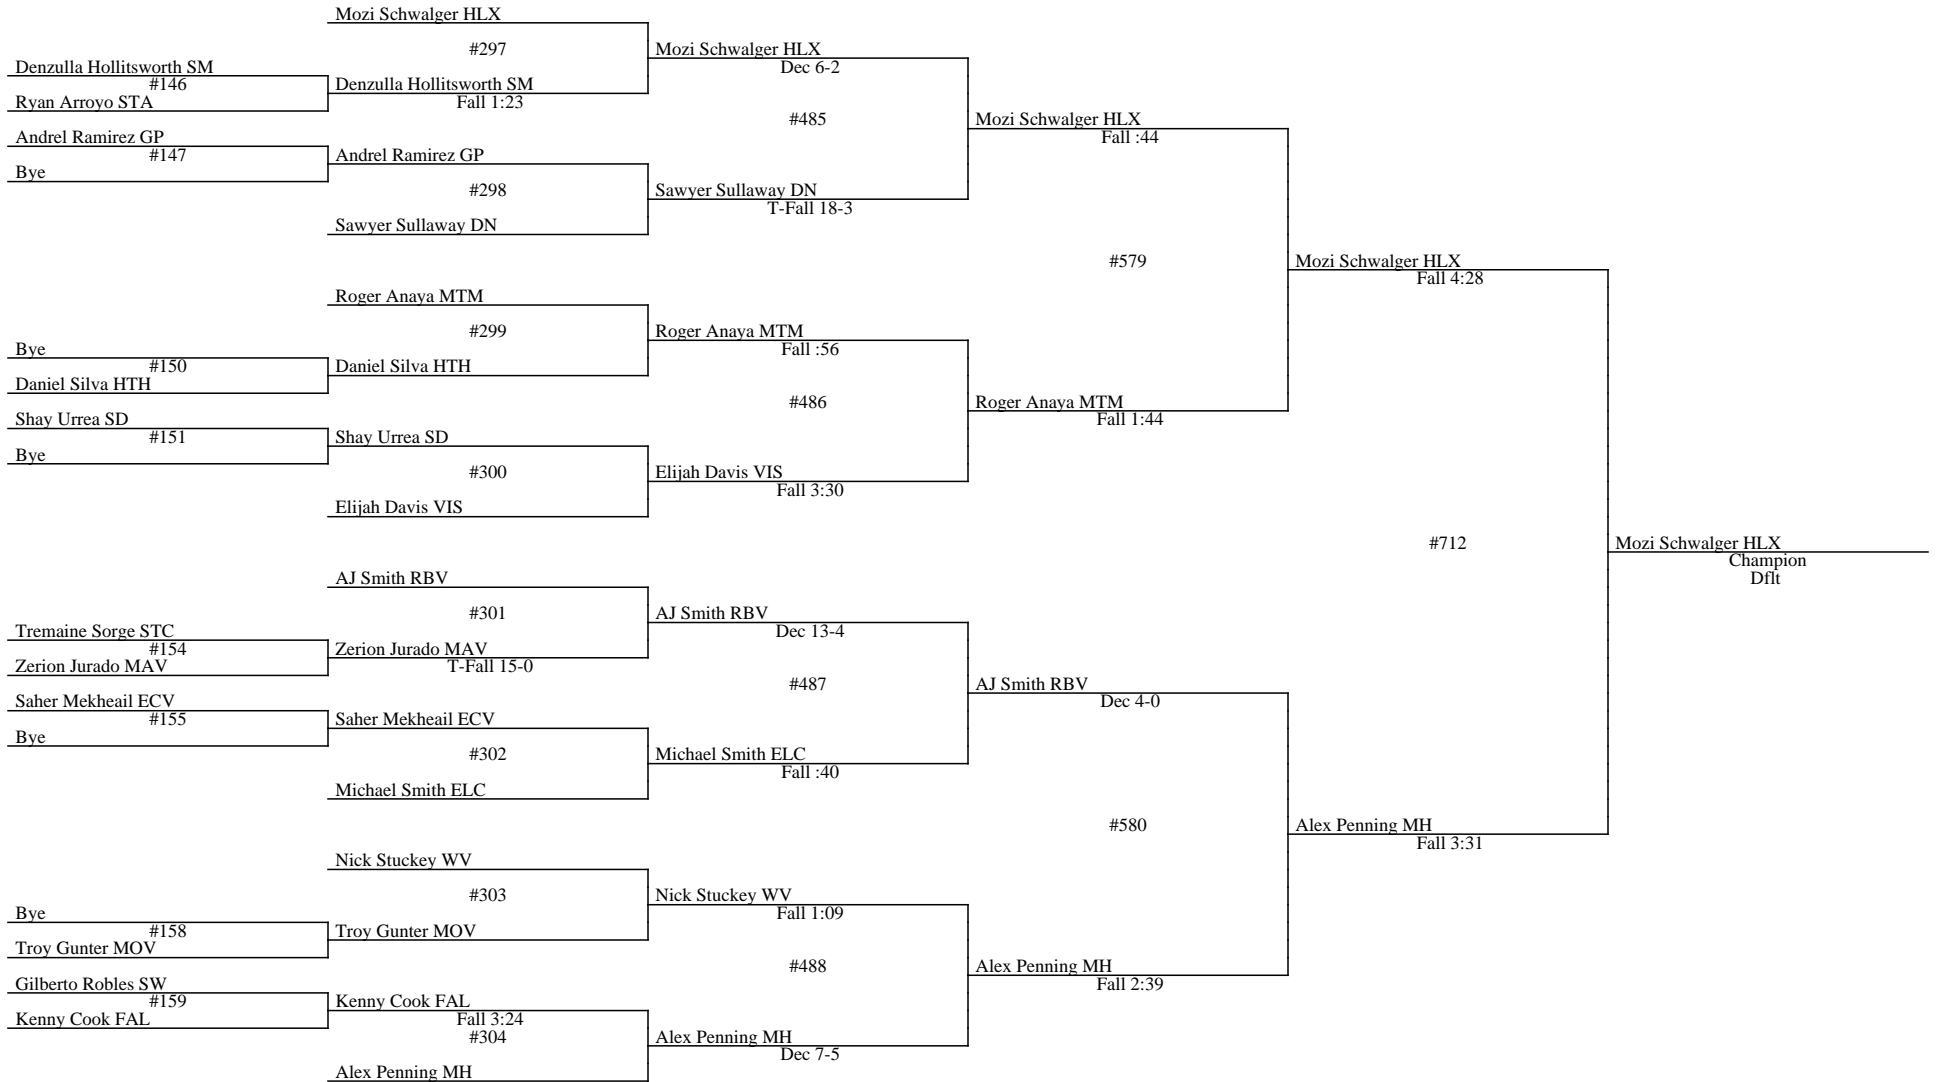 Mozi Schwalger HLX
#297
Mozi Schwalger HLX
Dec 6-2
Denzulla Hollitsworth SM
#146
Denzulla Hollitsworth SM
Fall 1:23
Ryan Arroyo STA
#485
Mozi Schwalger HLX
Fall :44
Andrel Ramirez GP
#147
Andrel Ramirez GP
Bye
#298
Sawyer Sullaway DN
T-Fall 18-3
Sawyer Sullaway DN
#579
Mozi Schwalger HLX
Fall 4:28
Roger Anaya MTM
#299
Roger Anaya MTM
Fall :56
Bye
#150
Daniel Silva HTH
Daniel Silva HTH
#486
Roger Anaya MTM
Fall 1:44
Shay Urrea SD
#151
Shay Urrea SD
Bye
#300
Elijah Davis VIS
Fall 3:30
Elijah Davis VIS
#712
Mozi Schwalger HLX
Champion
Dflt
AJ Smith RBV
#301
AJ Smith RBV
Dec 13-4
Tremaine Sorge STC
#154
Zerion Jurado MAV
T-Fall 15-0
Zerion Jurado MAV
#487
AJ Smith RBV
Dec 4-0
Saher Mekheail ECV
#155
Saher Mekheail ECV
Bye
#302
Michael Smith ELC
Fall :40
Michael Smith ELC
#580
Alex Penning MH
Fall 3:31
Nick Stuckey WV
#303
Nick Stuckey WV
Fall 1:09
Bye
#158
Troy Gunter MOV
Troy Gunter MOV
#488
Alex Penning MH
Fall 2:39
Gilberto Robles SW
#159
Kenny Cook FAL
Fall 3:24
Kenny Cook FAL
#304
Alex Penning MH
Dec 7-5
Alex Penning MH